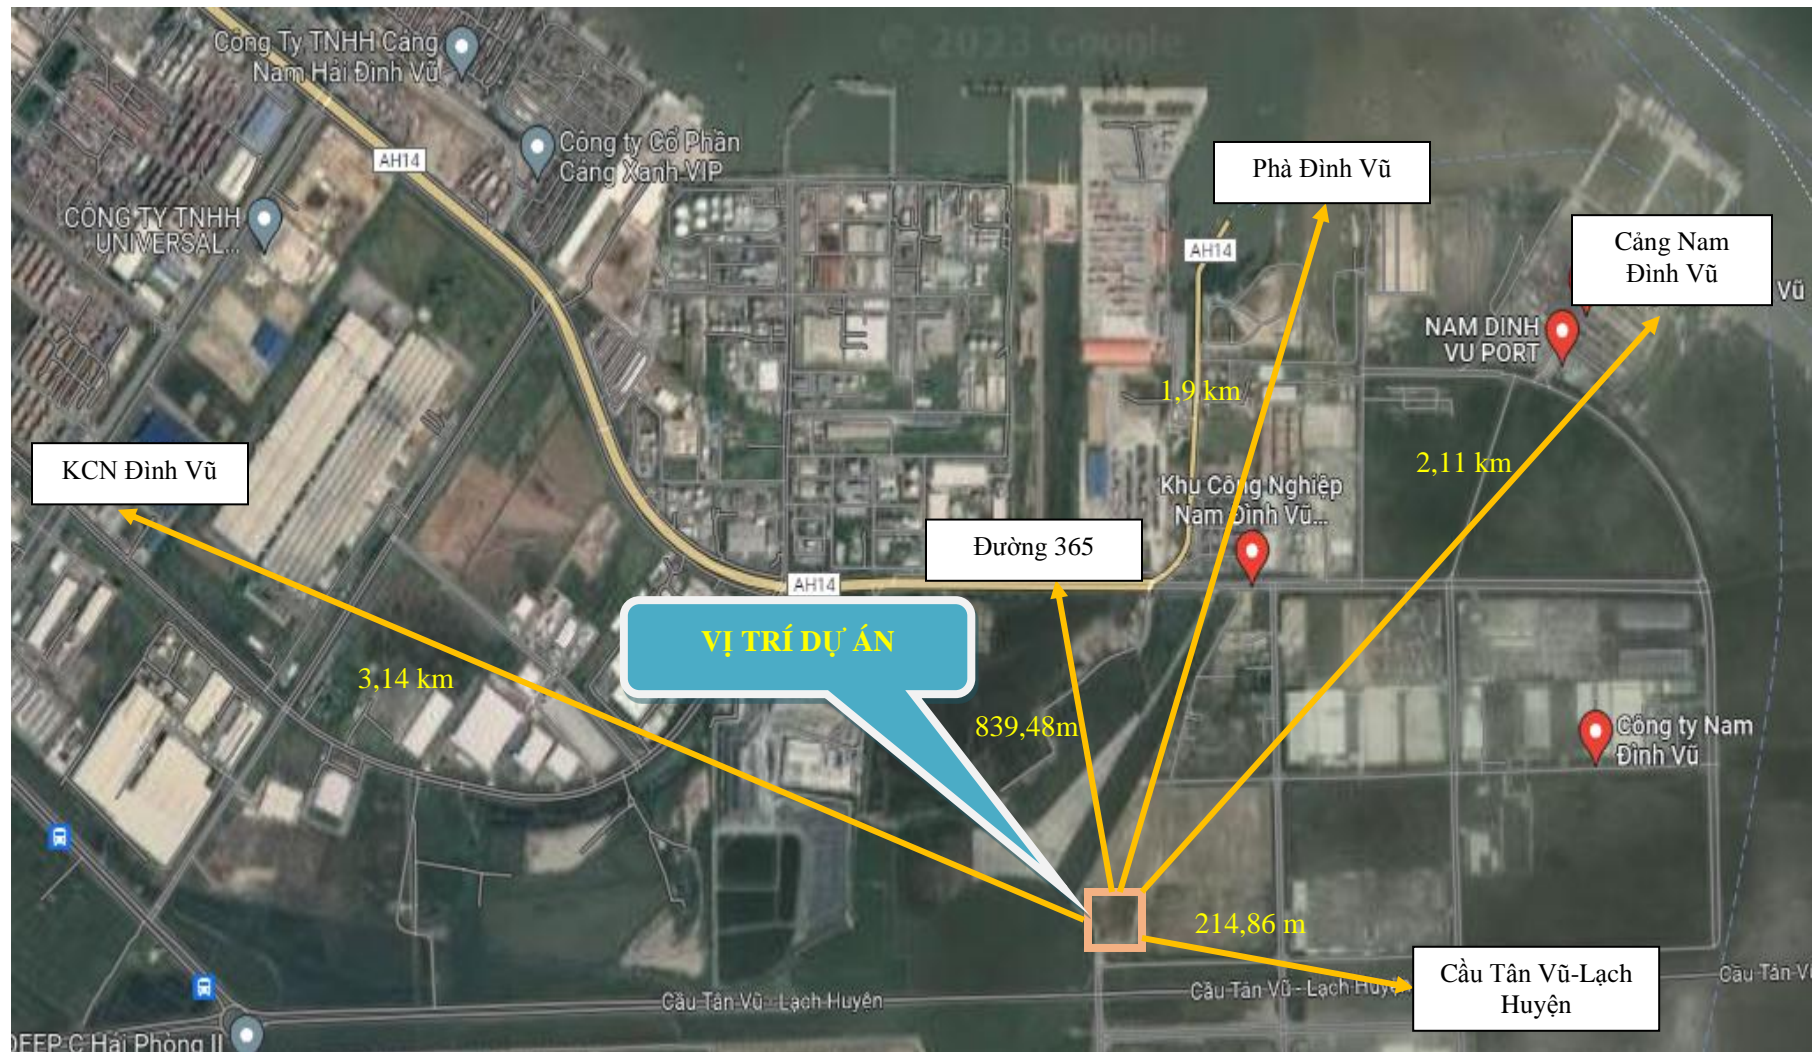 © 2023 Google
Công Ty TNHH Cảng
Nam Hải Đình Vũ
AH14
Công ty Cổ Phần
Cảng Xanh VIP
CÔNG TY TNHH
UNIVERSAL...
Phà Đình Vũ
AH14
Cảng Nam
Đình Vũ
Vũ
NAM DINH
VU PORT
1,9 km
2,11 km
KCN Đình Vũ
Khu Công Nghiệp
Nam Đình Vũ...
Đường 365
AH14
VỊ TRÍ DỰ ÁN
3,14 km
839,48m
Công ty Nam
Đình Vũ
214,86 m
Cầu Tân Vũ-Lạch
Huyện
Cầu Tân Vũ - Lạch Huyện
Cầu Tân Vũ - Lạch Huyện
Cầu Tân V
DEEP C Hải Phòng II